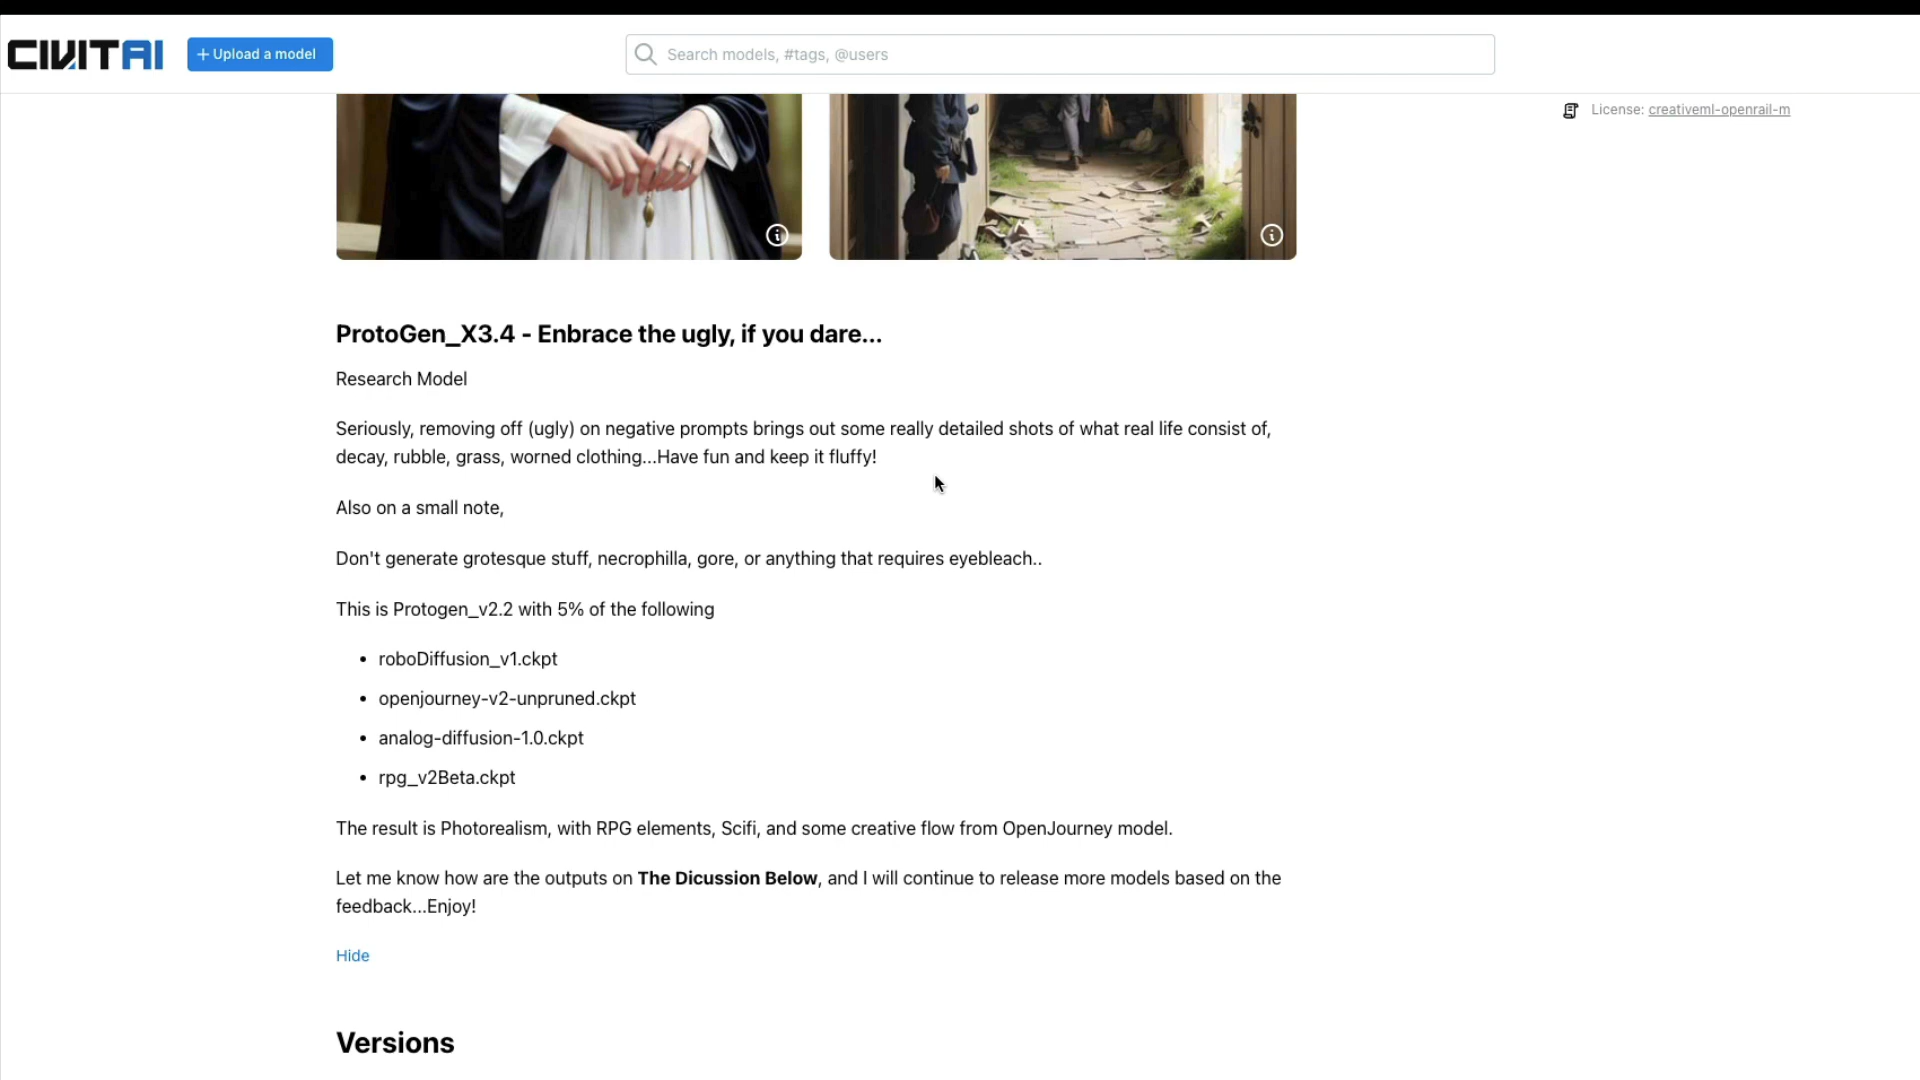 CIVITAI
+ Upload a model
Search models, #tags, @users
License: creativeml-openrail-m
ProtoGen_X3.4 - Enbrace the ugly, if you dare...
Research Model
Seriously, removing off (ugly) on negative prompts brings out some really detailed shots of what real life consist of,
decay, rubble, grass, worned clothing...Have fun and keep it fluffy!
Also on a small note,
Don't generate grotesque stuff, necrophilla, gore, or anything that requires eyebleach..
This is Protogen_v2.2 with 5% of the following
• roboDiffusion_v1.ckpt
• openjourney-v2-unpruned.ckpt
• analog-diffusion-1.0.ckpt
• rpg_v2Beta.ckpt
The result is Photorealism, with RPG elements, Scifi, and some creative flow from OpenJourney model.
Let me know how are the outputs on The Dicussion Below, and I will continue to release more models based on the
feedback...Enjoy!
Hide
Versions